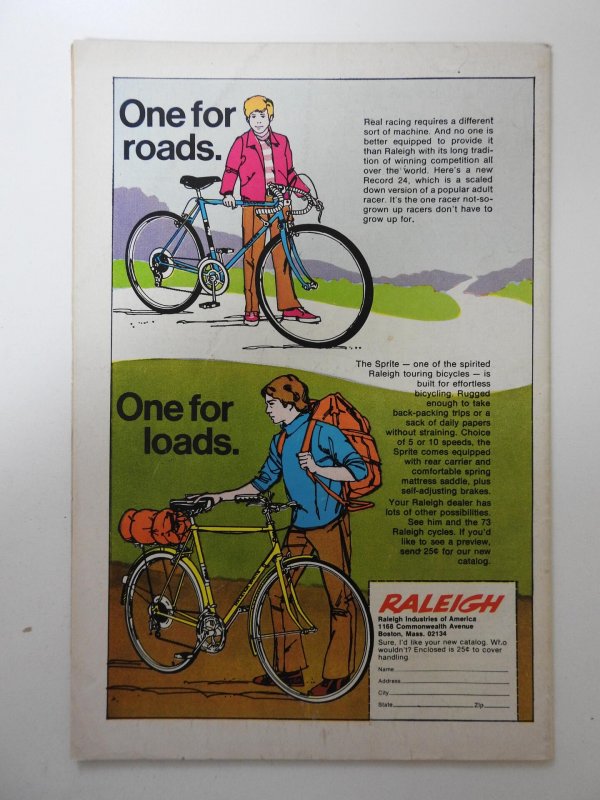 One for
roads.
Real racing requires a different
sort of machine. And no one is
better equipped to provide it
than Raleigh with its long tradi-
tion of winning competition all
over the world. Here's a new
Record 24, which is a scaled
down version of a popular adult
racer. It's the one racer not-so-
grown up racers don't have to
grow up for.
The Sprite — one of the spirited
Raleigh touring bicycles — is
built for effortless
bicycling. Rugged
enough to take
back-packing trips or a
sack of daily papers
without straining. Choice
of 5 or 10 speeds, the
Sprite comes equipped
with rear carrier and
comfortable spring
mattress saddle, plus
self-adjusting brakes.
Your Raleigh dealer has
lots of other possibilities.
See him and the 73
Raleigh cycles. If you'd
like to see a preview,
send 25¢ for our new
catalog.
One for
loads.
RALEIGH
Raleigh Industries of America
1168 Commonwealth Avenue
Boston, Mass. 02134
Sure, I'd like your new catalog. Who
wouldn't? Enclosed is 25¢ to cover
handling.
Name
Address
City
State Zip